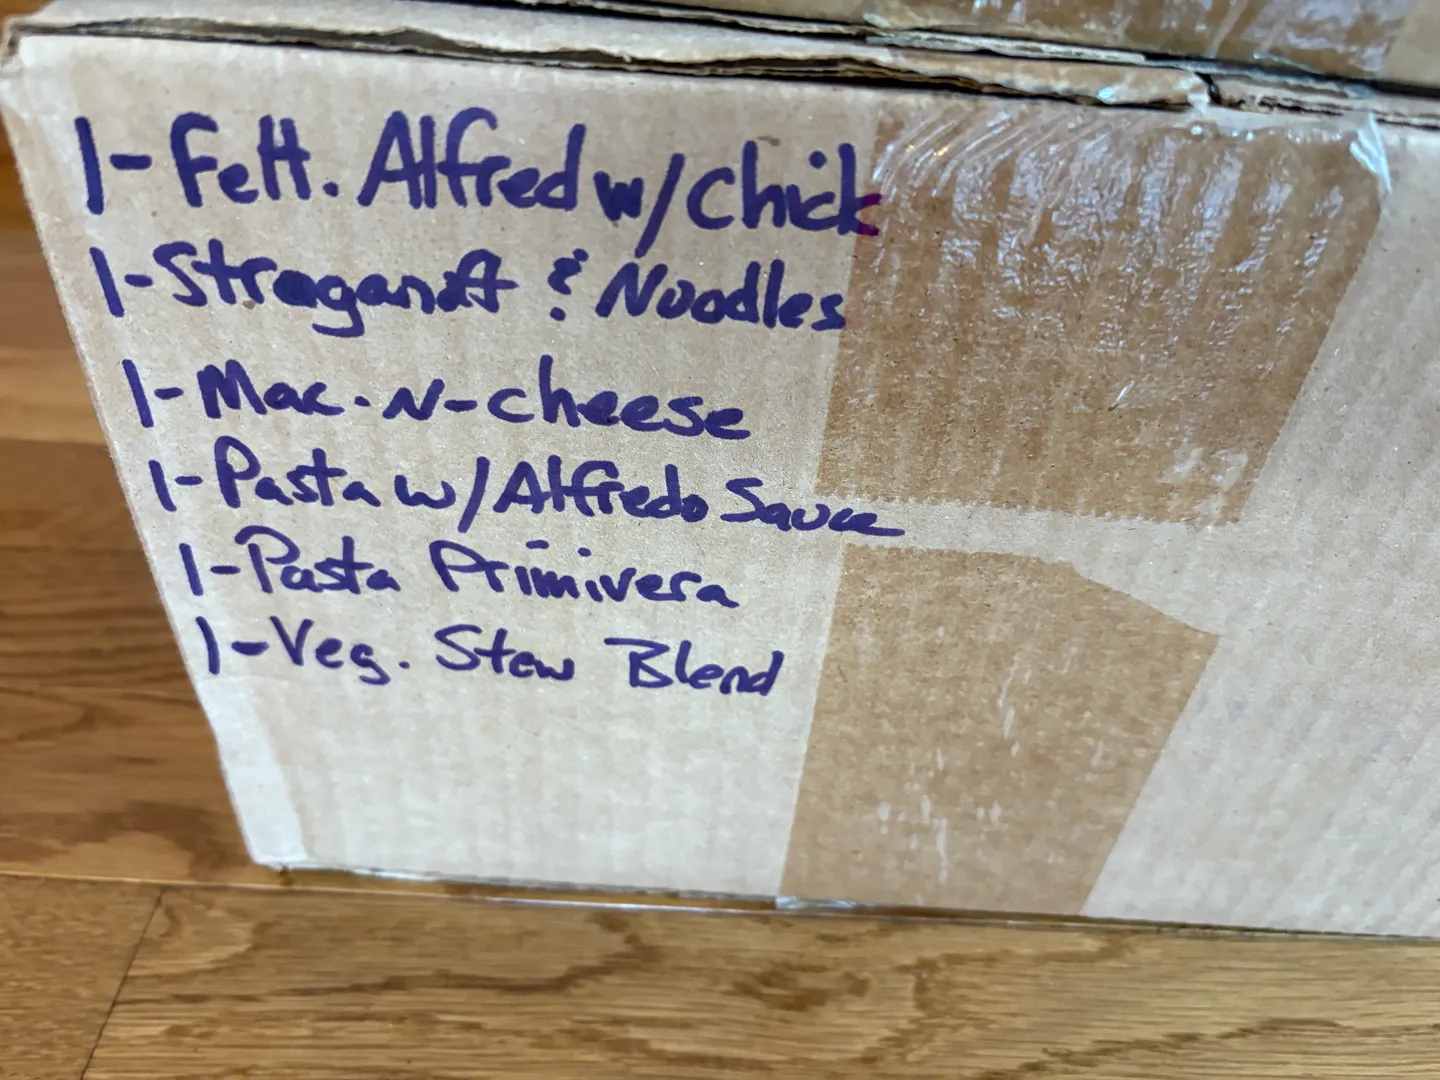 1-Fett. Alfred w/Chick
1-Stroganoff & Noodles
1-Mac-N-cheese
1-Pasta w/Alfredo Sauce
1-Pasta Primivera
1-Veg. Stew Blend